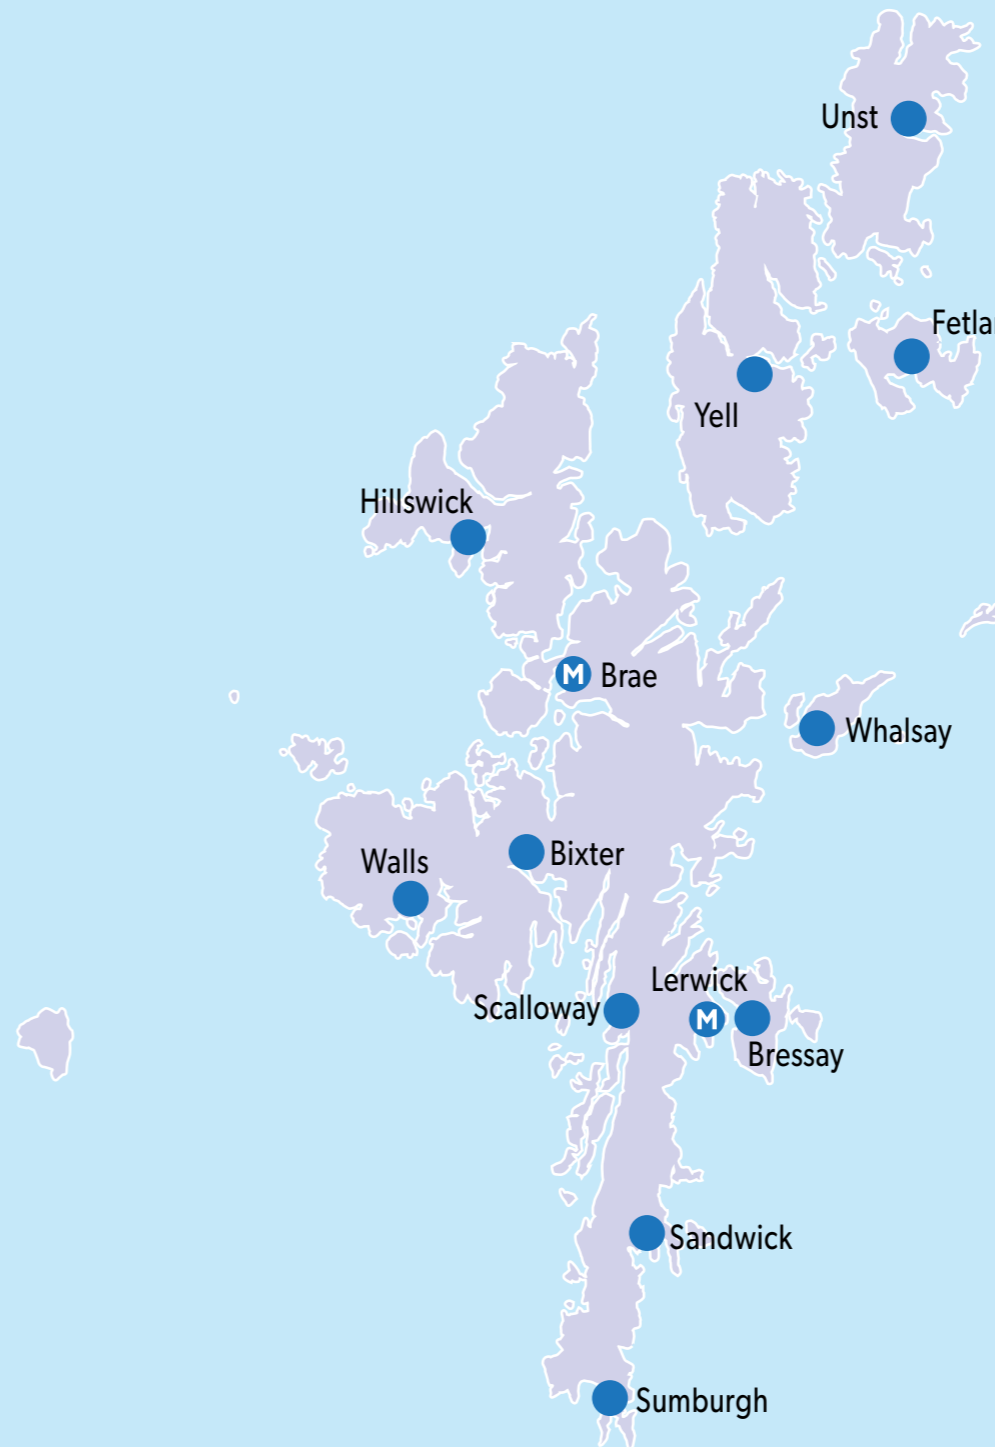 Unst
Fetla
Yell
Hillswick
M Brae
Whalsay
Bixter
Walls
Lerwick
Scalloway
M
Bressay
Sandwick
Sumburgh